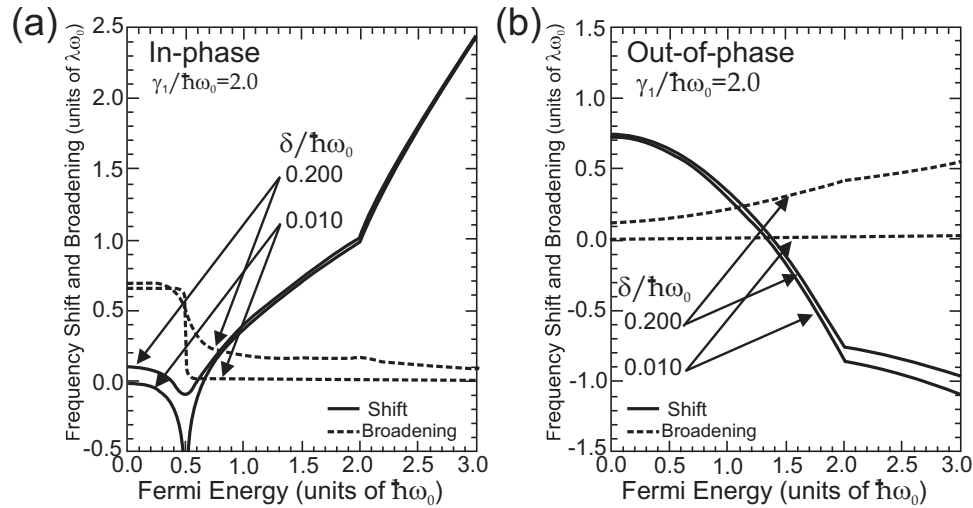 (a)
In-phase
γ₁/ħω₀=2.0
δ/ħω₀
0.200
0.010
Shift
Broadening
Frequency Shift and Broadening (units of λω₀)
2.5
2.0
1.5
1.0
0.5
0.0
-0.5
0.0 0.5 1.0 1.5 2.0 2.5 3.0
Fermi Energy (units of ħω₀)
(b)
Out-of-phase
γ₁/ħω₀=2.0
δ/ħω₀
0.200
0.010
Shift
Broadening
Frequency Shift and Broadening (units of λω₀)
1.5
1.0
0.5
0.0
-0.5
-1.0
-1.5
0.0 0.5 1.0 1.5 2.0 2.5 3.0
Fermi Energy (units of ħω₀)